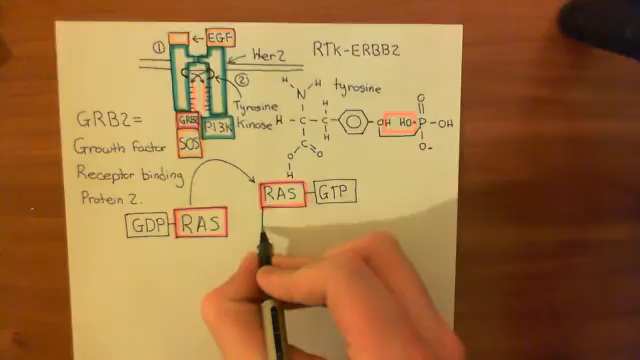 ① EGF
RTK-ERBB2
Her2
②
Tyrosine
Kinase
GRB2
PI3K
SOS
GRB2=
Growth factor
Receptor binding
Protein 2.
tyrosine
H H
N
H
H-C-C-OH HO-P-OH
H
O
O-
C
O O
H
RAS GTP
GDP RAS